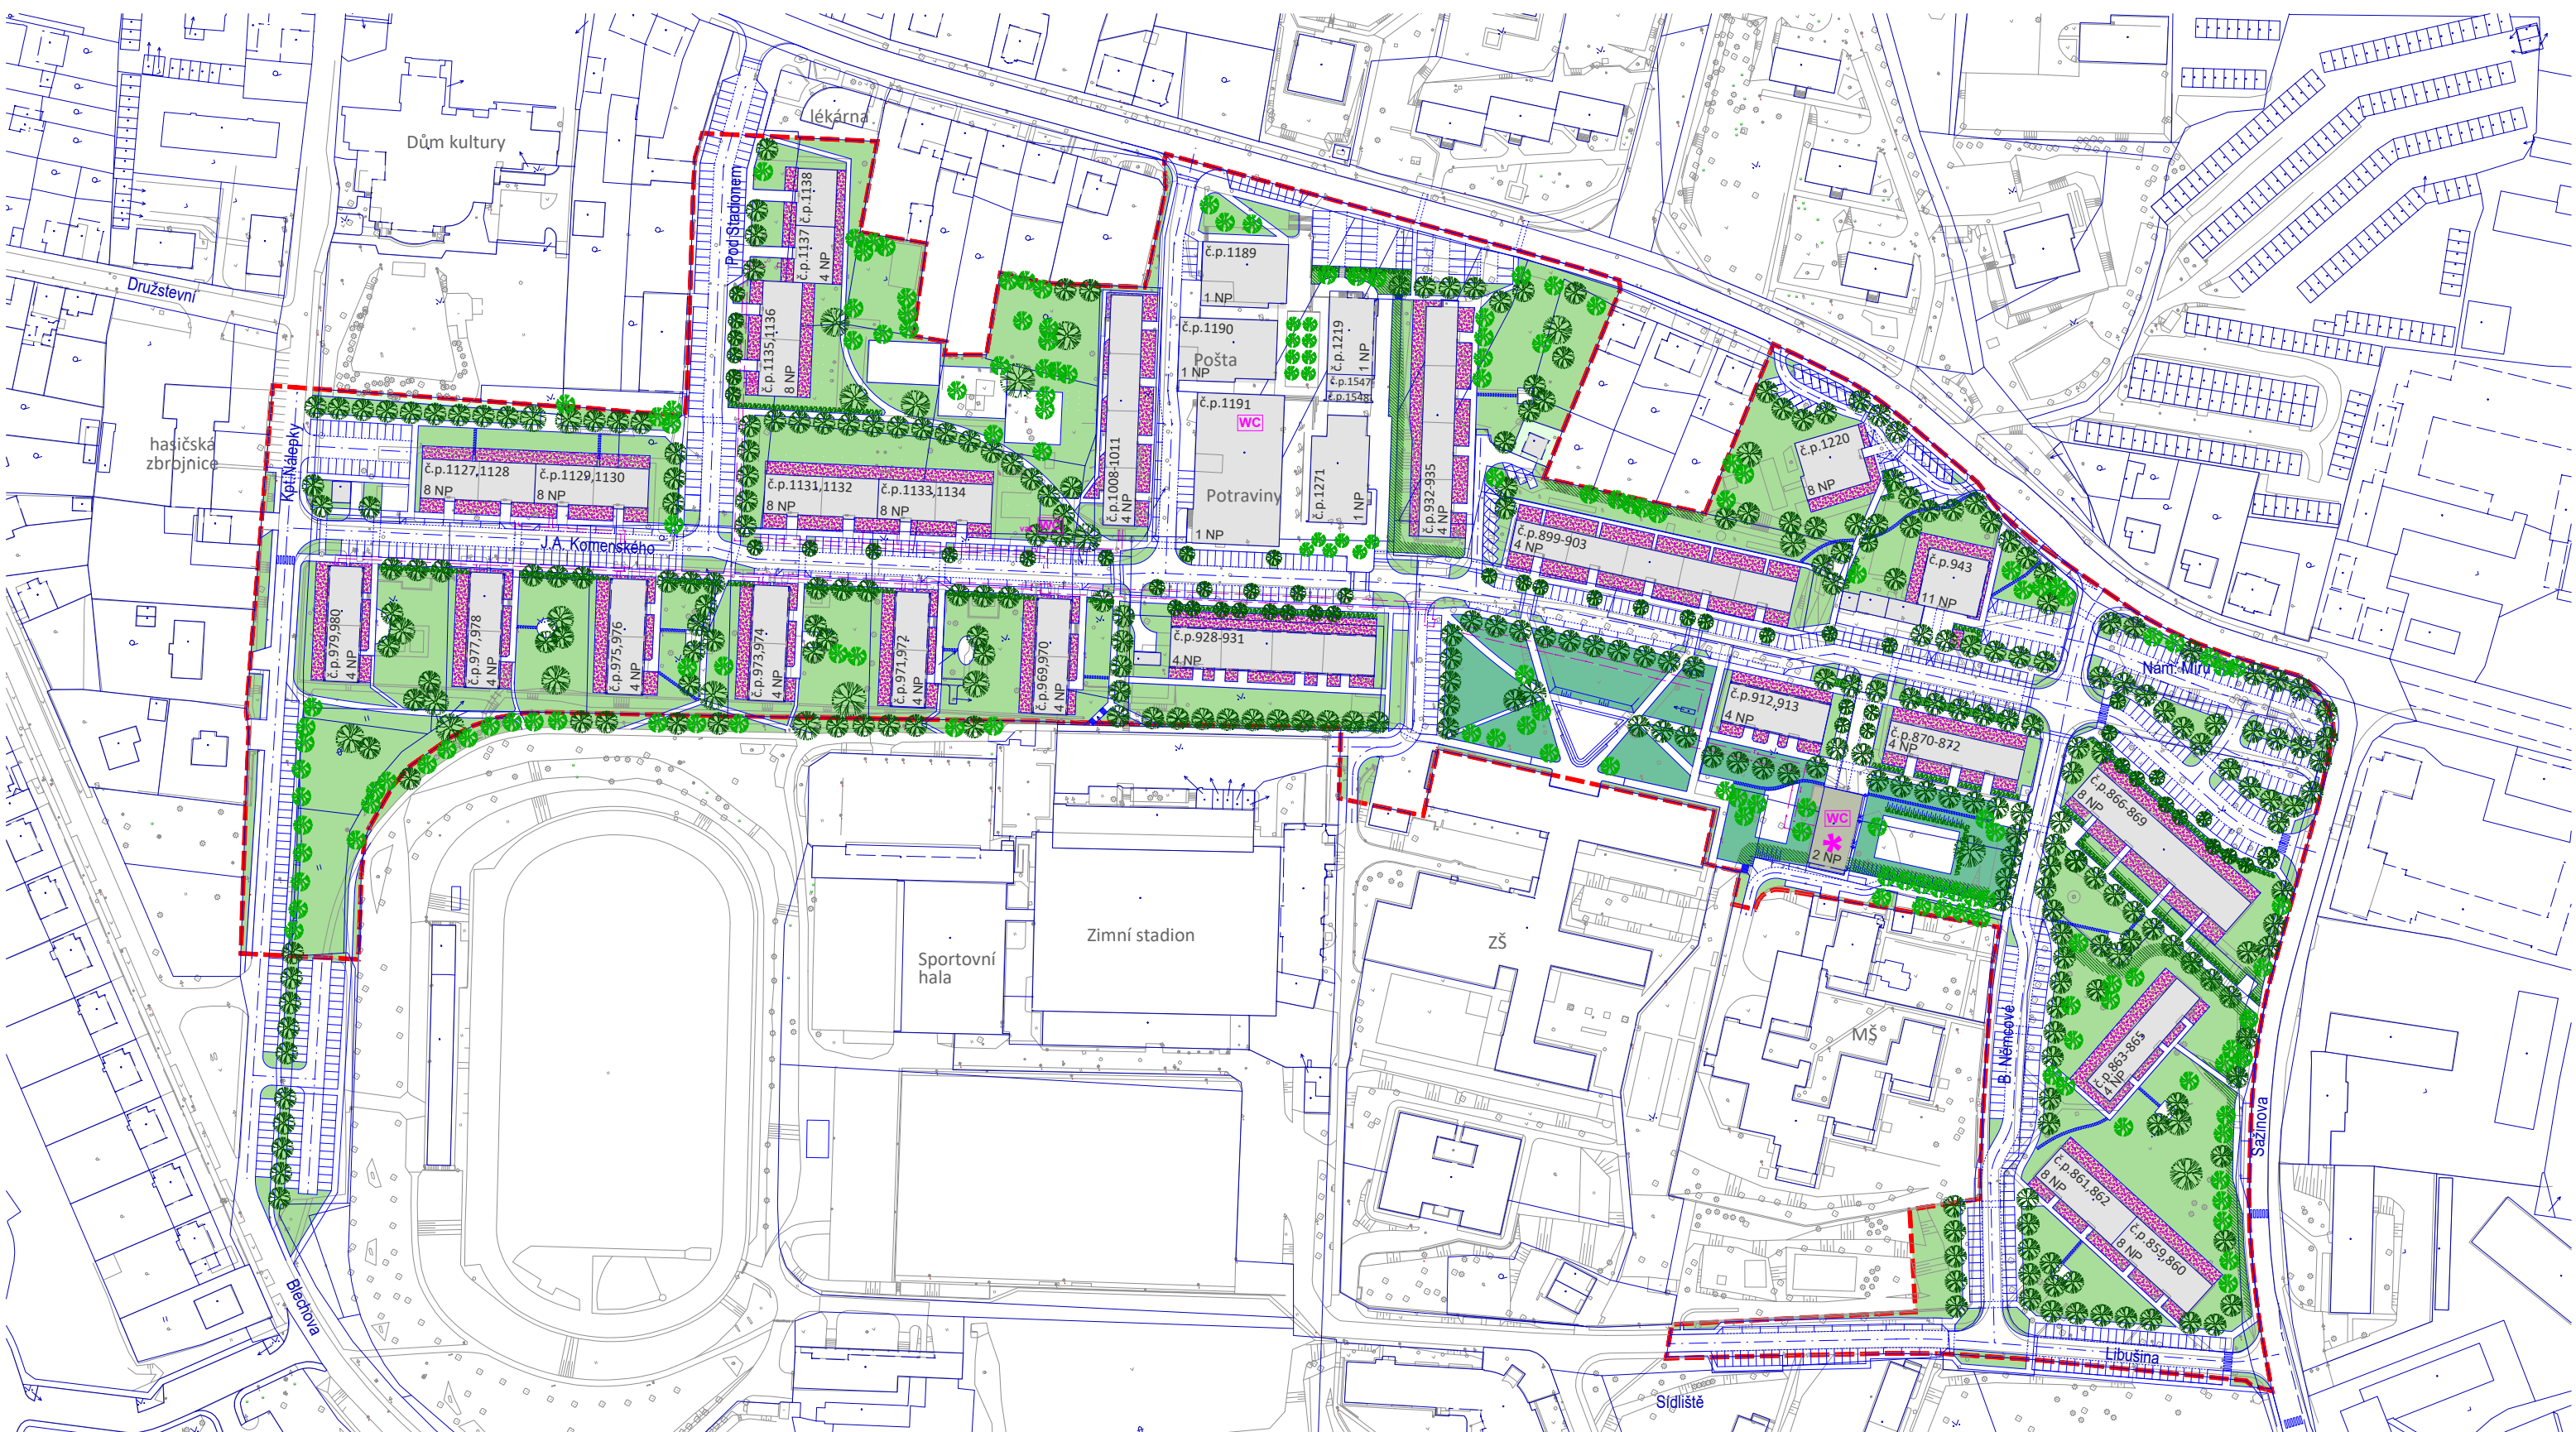 lékárna
Dům kultury
Pod Stadionem
č.p.1137
č.p.1138
4 NP
Družstevní
č.p.1135,1136
8 NP
č.p.1189
1 NP
č.p.1190
Pošta
1 NP
č.p.1219
1 NP
č.p.1547
č.p.1548
č.p.1191
WC
Potraviny
1 NP
č.p.1271
1 NP
č.p.1008-1011
4 NP
č.p.932-935
4 NP
hasičská
zbrojnice
Kpt.Nálepky
č.p.1127,1128
8 NP
č.p.1129,1130
8 NP
č.p.1131,1132
8 NP
č.p.1133,1134
8 NP
WC
J.A. Komenského
č.p.1220
8 NP
č.p.899-903
4 NP
č.p.943
11 NP
č.p.979,980
4 NP
č.p.977,978
4 NP
č.p.975,976
4 NP
č.p.973,974
4 NP
č.p.971,972
4 NP
č.p.969,970
4 NP
č.p.928-931
4 NP
Nám. Míru
č.p.912,913
4 NP
č.p.870-872
4 NP
č.p.866-869
8 NP
WC
2 NP
Zimní stadion
Sportovní
hala
ZŠ
MŠ
B. Němcové
č.p.863-865
4 NP
Sažinova
č.p.861,862
8 NP
č.p.859,860
8 NP
Blechova
Libušina
Sídliště